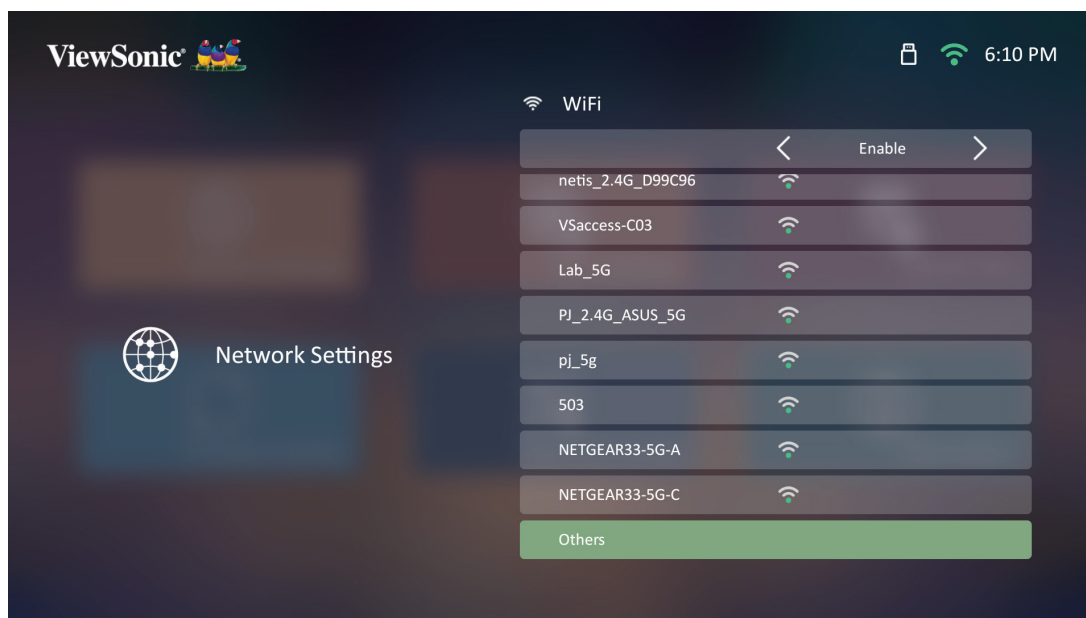 ViewSonic®
6:10 PM
WiFi
Enable
netis_2.4G_D99C96
VSaccess-C03
Lab_5G
PJ_2.4G_ASUS_5G
Network Settings
pj_5g
503
NETGEAR33-5G-A
NETGEAR33-5G-C
Others